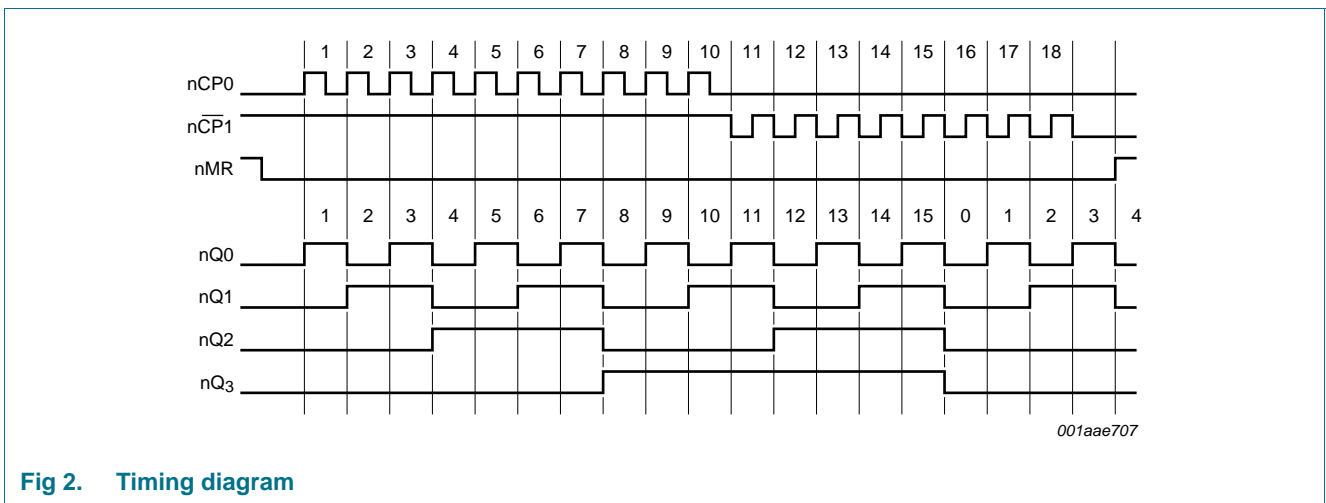 1 2 3 4 5 6 7 8 9 10 11 12 13 14 15 16 17 18
nCP0
nC̅P̅1
nMR
1 2 3 4 5 6 7 8 9 10 11 12 13 14 15 0 1 2 3 4
nQ0
nQ1
nQ2
nQ3
001aae707
Fig 2. Timing diagram